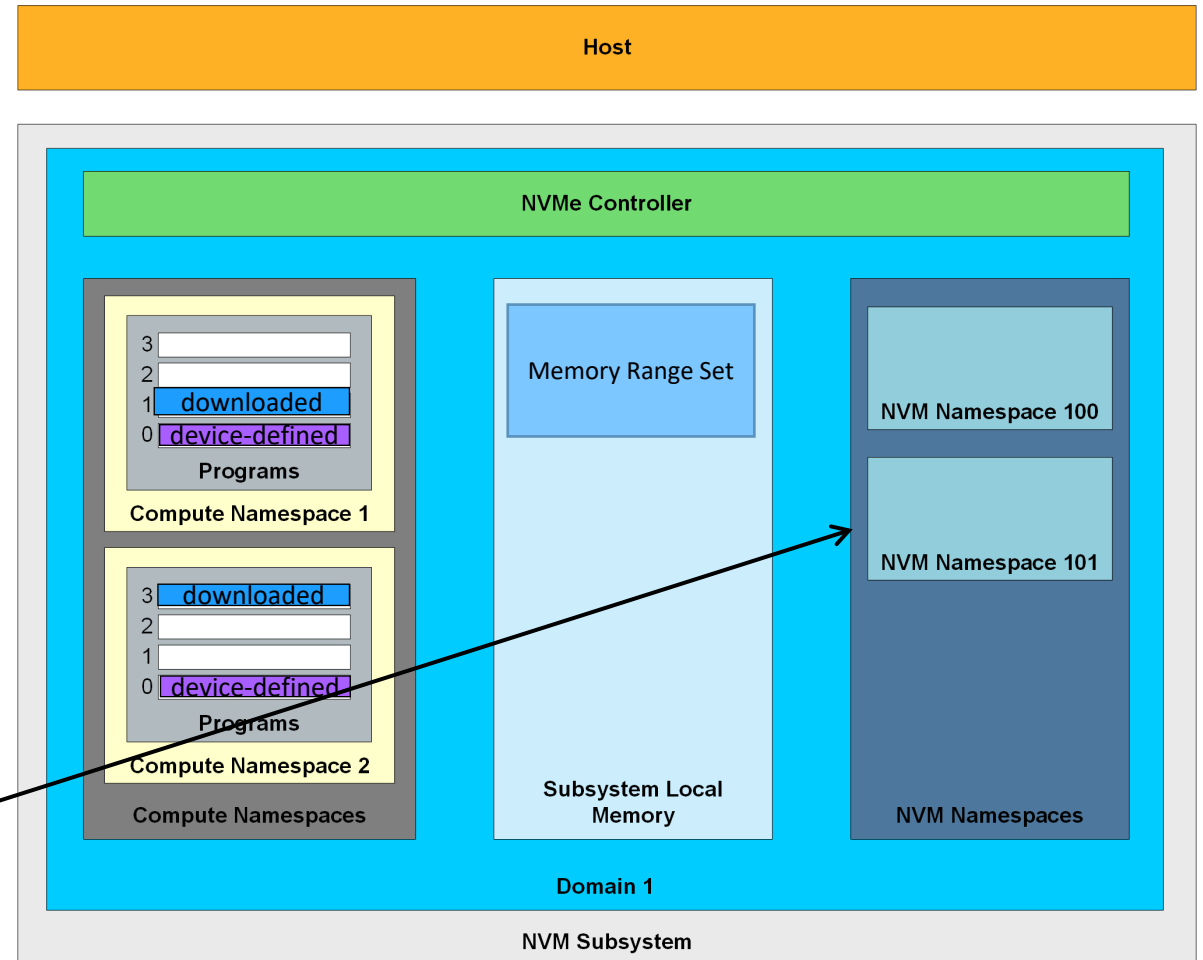 Host
NVMe Controller
3
2
1 downloaded
0 device-defined
Programs
Compute Namespace 1
3 downloaded
2
1
0 device-defined
Programs
Compute Namespace 2
Compute Namespaces
Memory Range Set
Subsystem Local
Memory
NVM Namespace 100
NVM Namespace 101
NVM Namespaces
Domain 1
NVM Subsystem